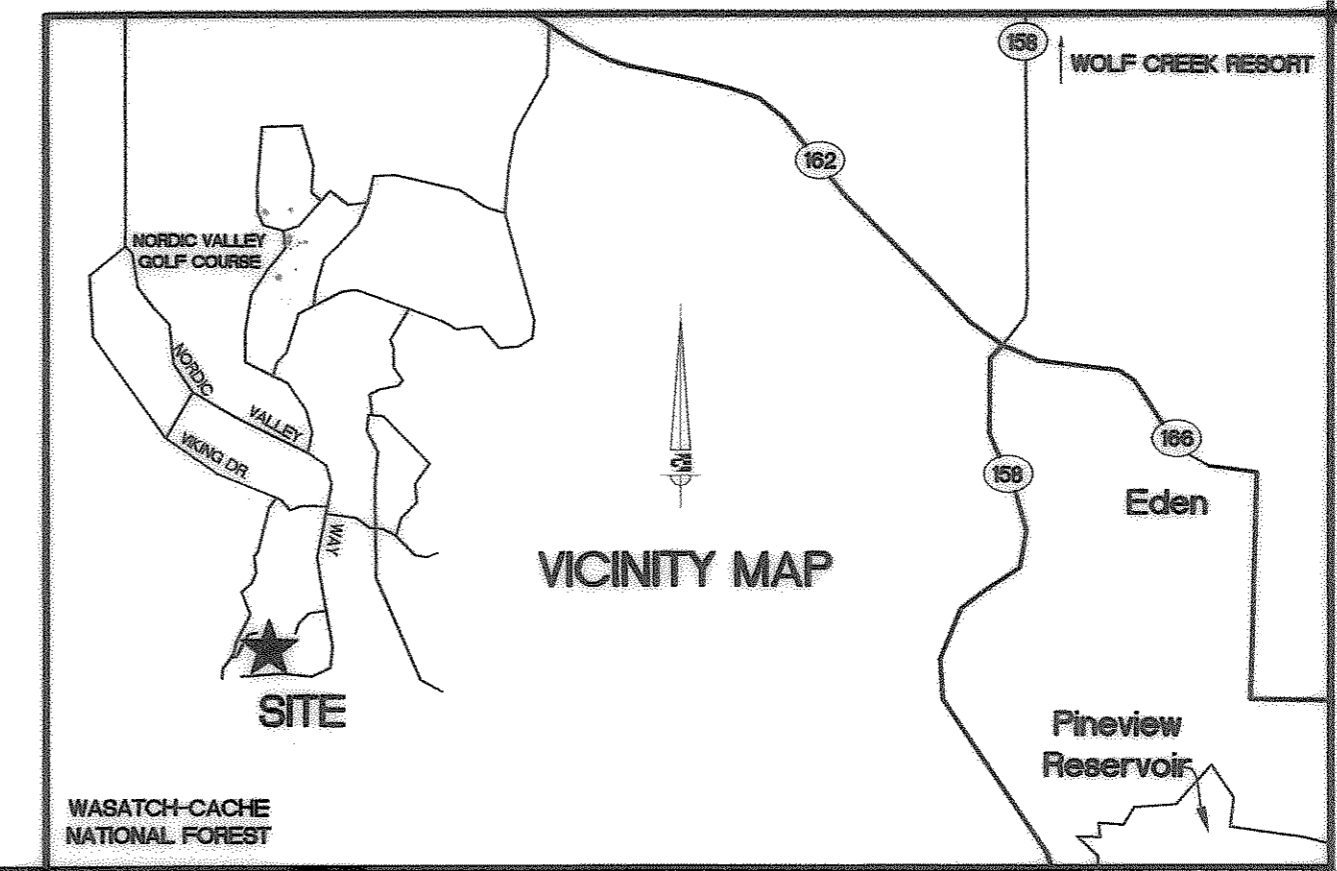 158
WOLF CREEK RESORT
162
NORDIC VALLEY
GOLF COURSE
NORDIC
VALLEY
VIKING DR.
WAY
N
166
158
Eden
VICINITY MAP
SITE
Pineview
Reservoir
WASATCH-CACHE
NATIONAL FOREST